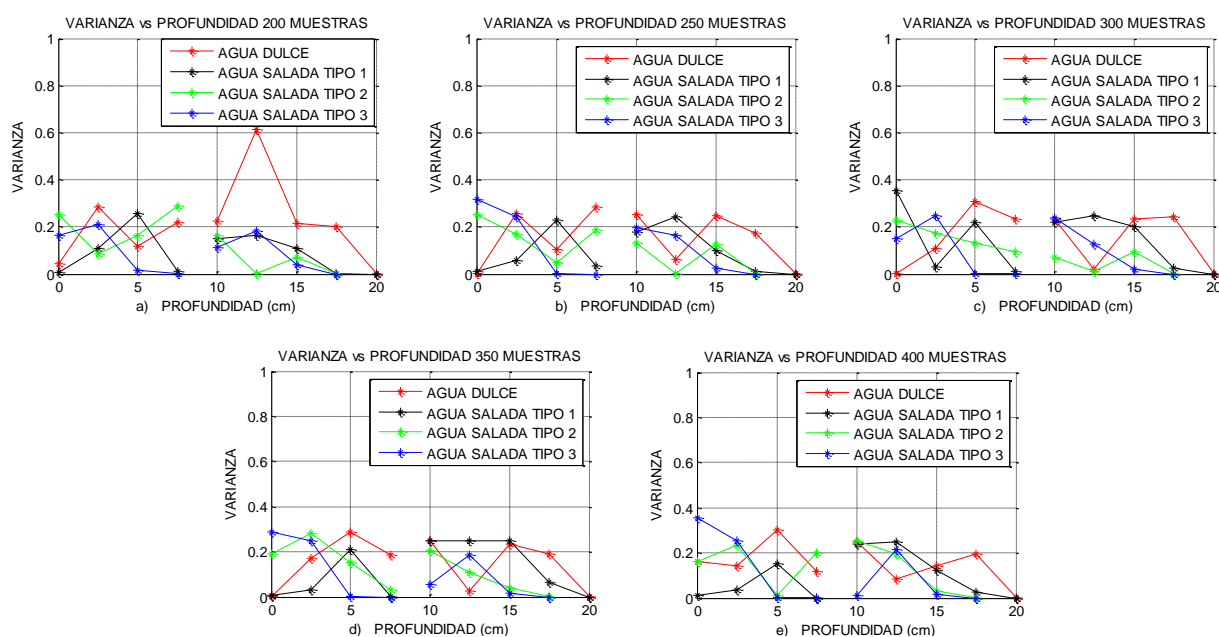 VARIANZA vs PROFUNDIDAD 200 MUESTRAS
1
0.8
0.6
0.4
0.2
0
VARIANZA
AGUA DULCE
AGUA SALADA TIPO 1
AGUA SALADA TIPO 2
AGUA SALADA TIPO 3
0 5 10 15 20
a) PROFUNDIDAD (cm)
VARIANZA vs PROFUNDIDAD 250 MUESTRAS
1
0.8
0.6
0.4
0.2
0
VARIANZA
AGUA DULCE
AGUA SALADA TIPO 1
AGUA SALADA TIPO 2
AGUA SALADA TIPO 3
0 5 10 15 20
b) PROFUNDIDAD (cm)
VARIANZA vs PROFUNDIDAD 300 MUESTRAS
1
0.8
0.6
0.4
0.2
0
VARIANZA
AGUA DULCE
AGUA SALADA TIPO 1
AGUA SALADA TIPO 2
AGUA SALADA TIPO 3
0 5 10 15 20
c) PROFUNDIDAD (cm)
VARIANZA vs PROFUNDIDAD 350 MUESTRAS
1
0.8
0.6
0.4
0.2
0
VARIANZA
AGUA DULCE
AGUA SALADA TIPO 1
AGUA SALADA TIPO 2
AGUA SALADA TIPO 3
0 5 10 15 20
d) PROFUNDIDAD (cm)
VARIANZA vs PROFUNDIDAD 400 MUESTRAS
1
0.8
0.6
0.4
0.2
0
VARIANZA
AGUA DULCE
AGUA SALADA TIPO 1
AGUA SALADA TIPO 2
AGUA SALADA TIPO 3
0 5 10 15 20
e) PROFUNDIDAD (cm)